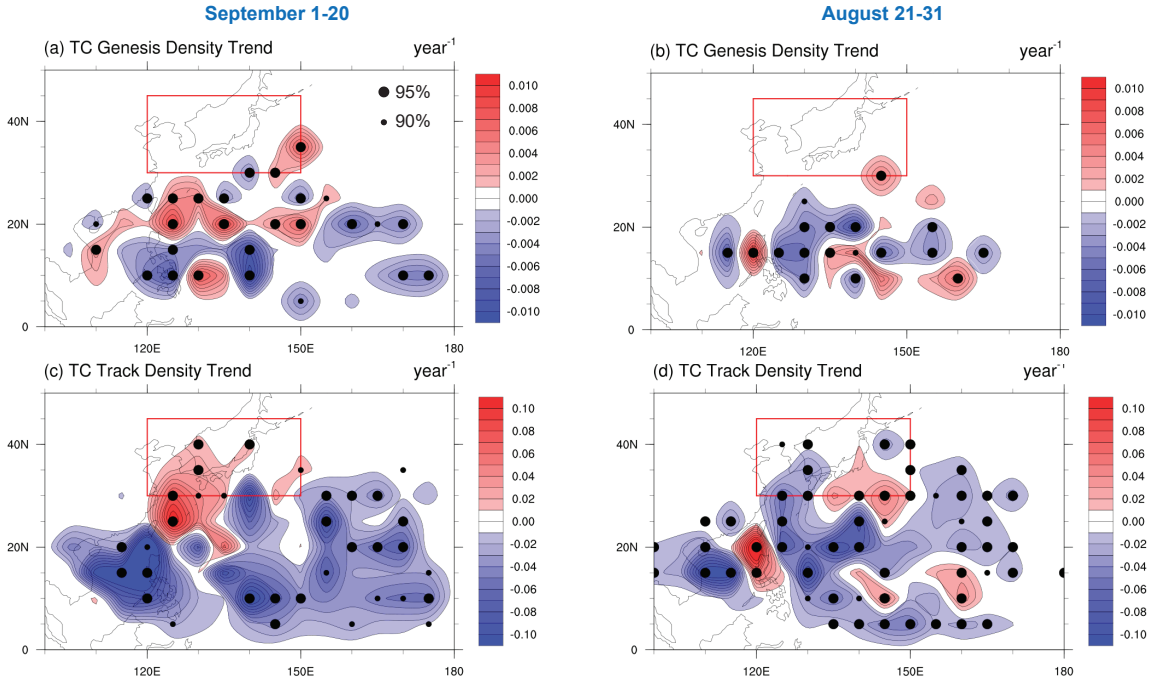 September 1-20
August 21-31
(a) TC Genesis Density Trend year-1
95%
90%
40N
20N
0
120E 150E 180
0.010
0.008
0.006
0.004
0.002
0.000
-0.002
-0.004
-0.006
-0.008
-0.010
(b) TC Genesis Density Trend year-1
40N
20N
0
120E 150E 180
0.010
0.008
0.006
0.004
0.002
0.000
-0.002
-0.004
-0.006
-0.008
-0.010
(c) TC Track Density Trend year-1
40N
20N
0
120E 150E 180
0.10
0.08
0.06
0.04
0.02
0.00
-0.02
-0.04
-0.06
-0.08
-0.10
(d) TC Track Density Trend year-1
40N
20N
0
120E 150E 180
0.10
0.08
0.06
0.04
0.02
0.00
-0.02
-0.04
-0.06
-0.08
-0.10